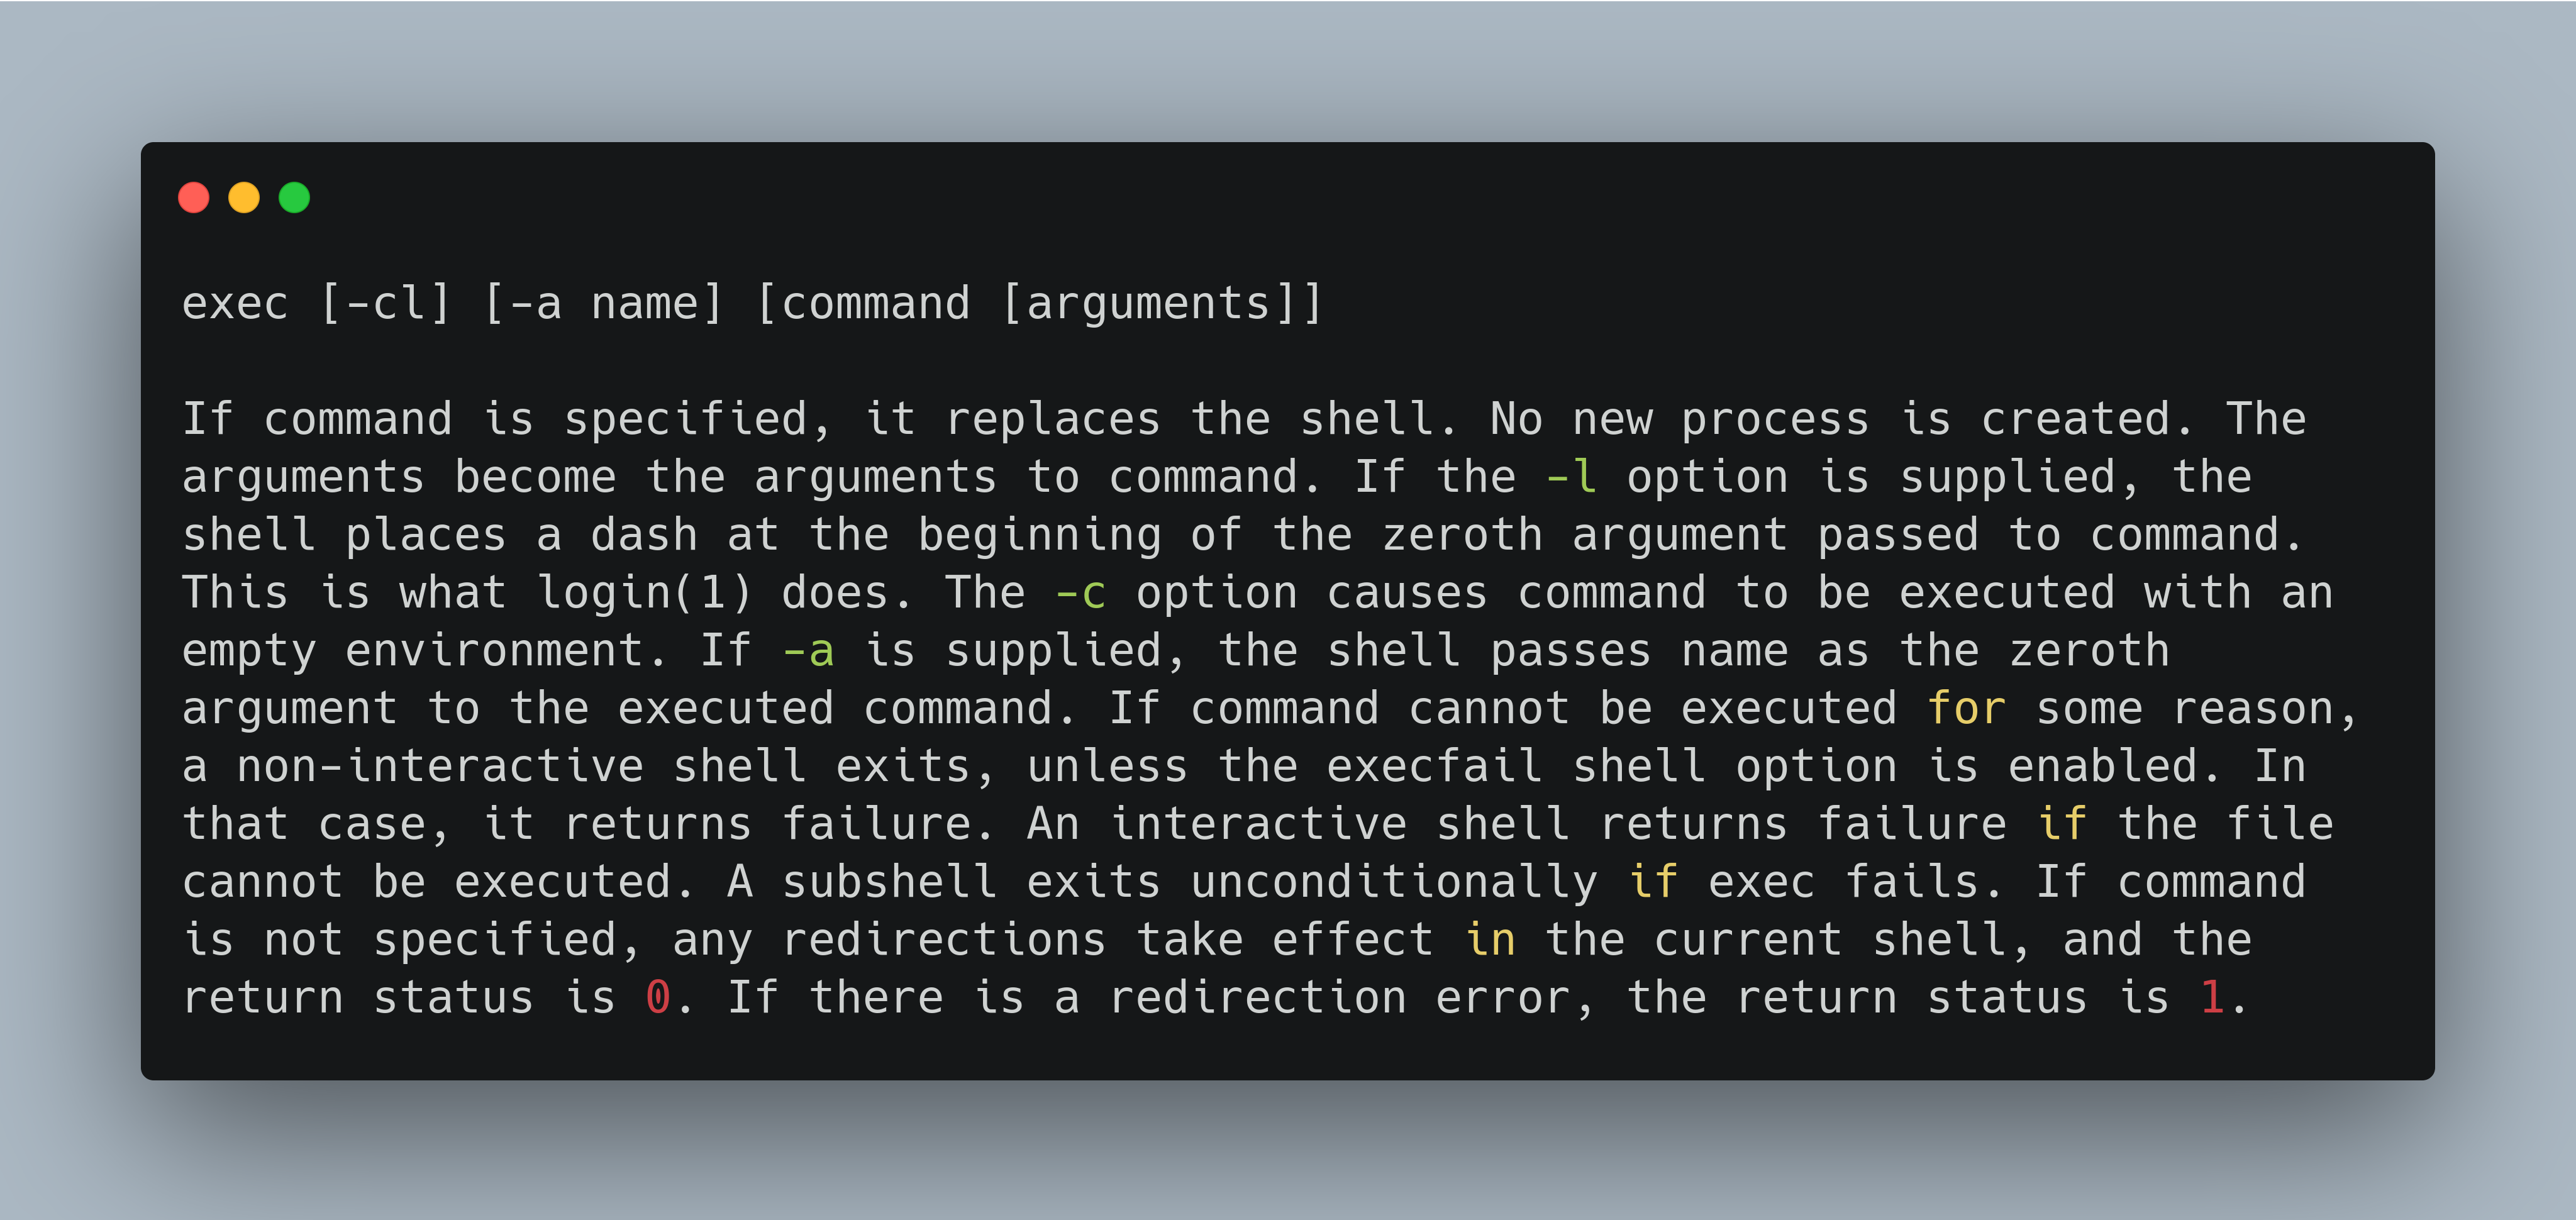 exec [-cl] [-a name] [command [arguments]]
If command is specified, it replaces the shell. No new process is created. The
arguments become the arguments to command. If the -l option is supplied, the
shell places a dash at the beginning of the zeroth argument passed to command.
This is what login(1) does. The -c option causes command to be executed with an
empty environment. If -a is supplied, the shell passes name as the zeroth
argument to the executed command. If command cannot be executed for some reason,
a non-interactive shell exits, unless the execfail shell option is enabled. In
that case, it returns failure. An interactive shell returns failure if the file
cannot be executed. A subshell exits unconditionally if exec fails. If command
is not specified, any redirections take effect in the current shell, and the
return status is 0. If there is a redirection error, the return status is 1.